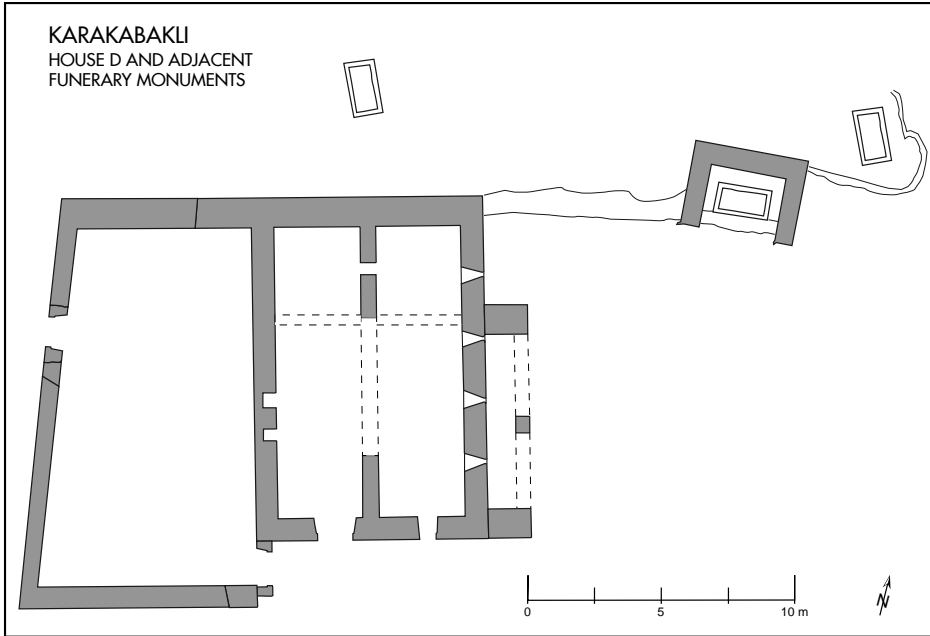 KARAKABAKLI
HOUSE D AND ADJACENT
FUNERARY MONUMENTS
0
5
10 m
N